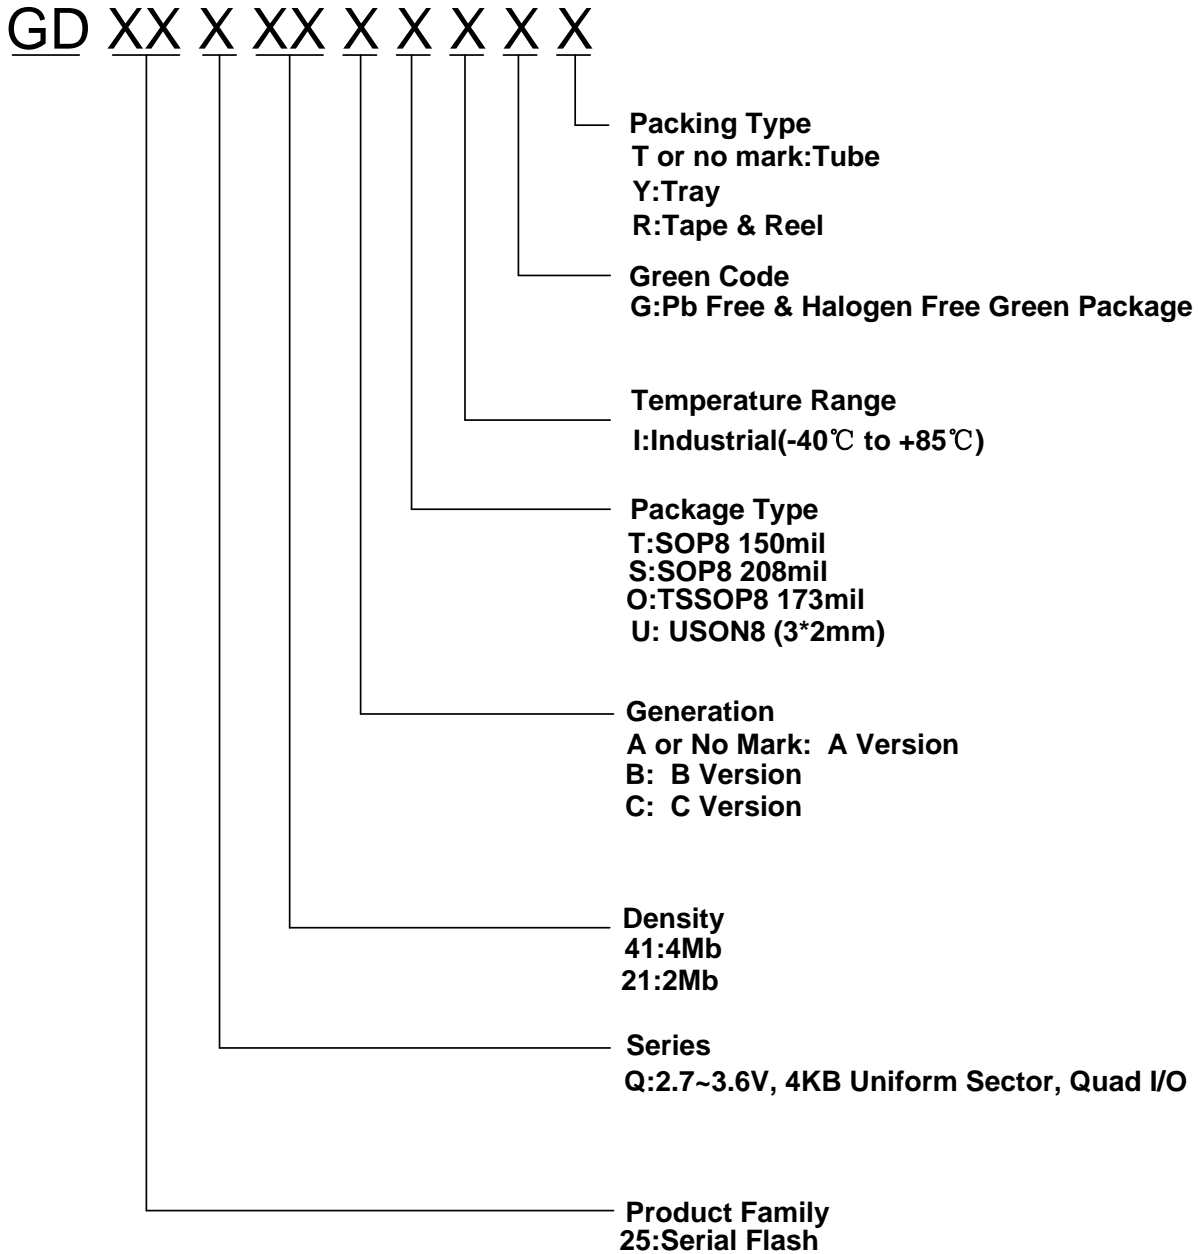 GD XX X XX X X X X X
Packing Type
T or no mark:Tube
Y:Tray
R:Tape & Reel
Green Code
G:Pb Free & Halogen Free Green Package
Temperature Range
I:Industrial(-40℃ to +85℃)
Package Type
T:SOP8 150mil
S:SOP8 208mil
O:TSSOP8 173mil
U: USON8 (3*2mm)
Generation
A or No Mark: A Version
B: B Version
C: C Version
Density
41:4Mb
21:2Mb
Series
Q:2.7~3.6V, 4KB Uniform Sector, Quad I/O
Product Family
25:Serial Flash